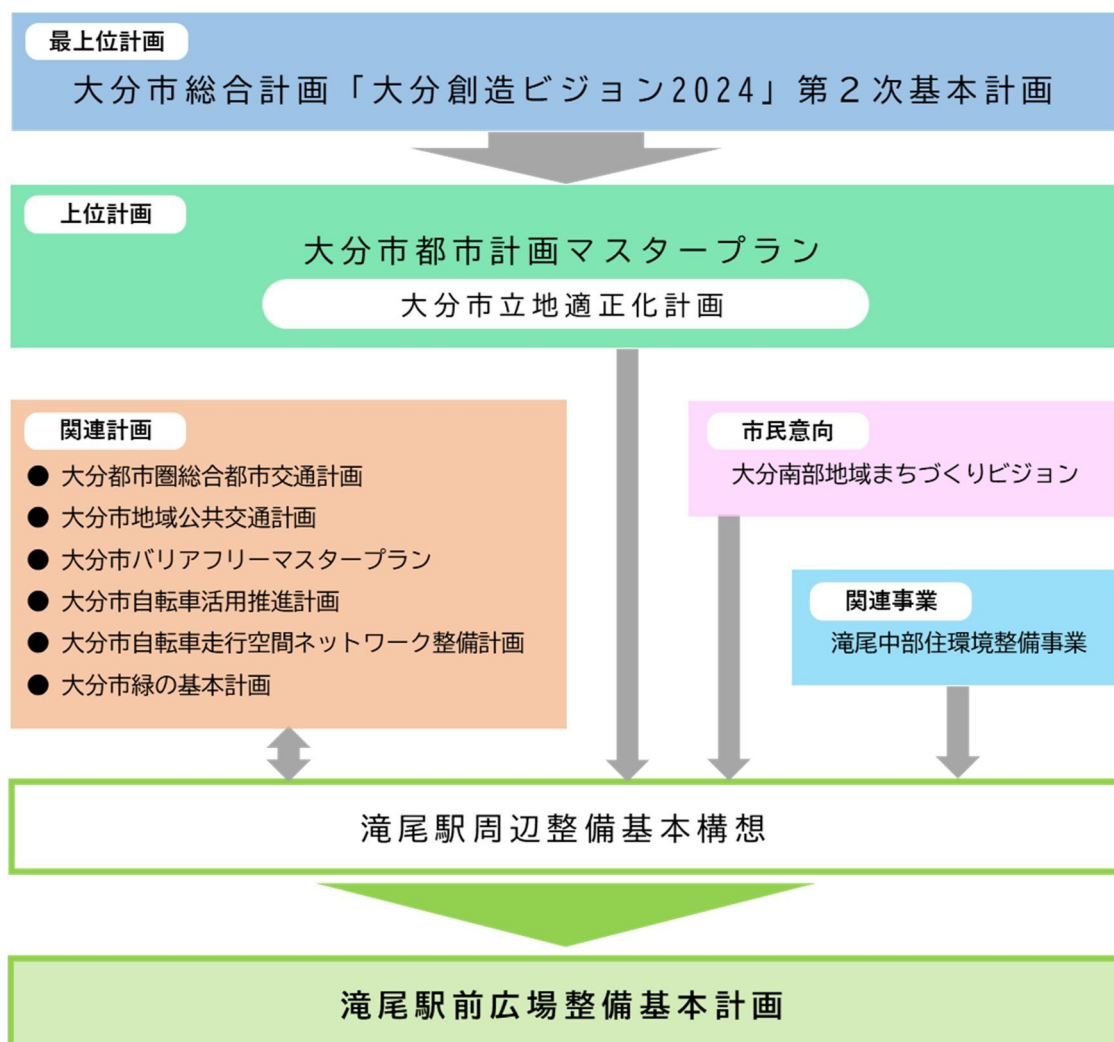 最上位計画
大分市総合計画「大分創造ビジョン2024」第２次基本計画
上位計画
大分市都市計画マスタープラン
大分市立地適正化計画
関連計画
● 大分都市圏総合都市交通計画
● 大分市地域公共交通計画
● 大分市バリアフリーマスタープラン
● 大分市自転車活用推進計画
● 大分市自転車走行空間ネットワーク整備計画
● 大分市緑の基本計画
市民意向
大分南部地域まちづくりビジョン
関連事業
滝尾中部住環境整備事業
滝尾駅周辺整備基本構想
滝尾駅前広場整備基本計画